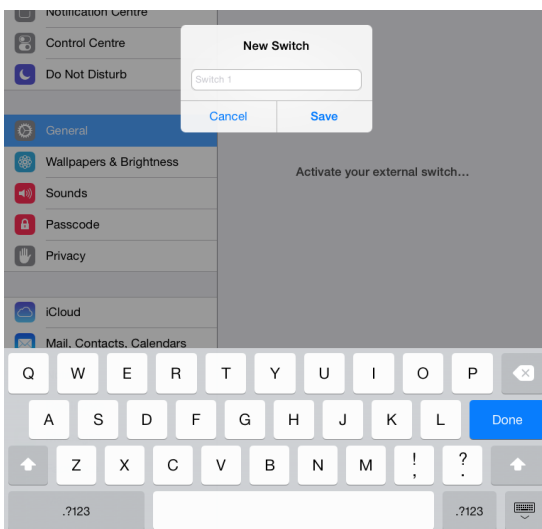 Notification Centre
Control Centre
Do Not Disturb
General
Wallpapers & Brightness
Sounds
Passcode
Privacy
iCloud
Mail, Contacts, Calendars
New Switch
Switch 1
Cancel Save
Activate your external switch...
Q W E R T Y U I O P
A S D F G H J K L Done
Z X C V B N M ! , ? .
.?123 .?123